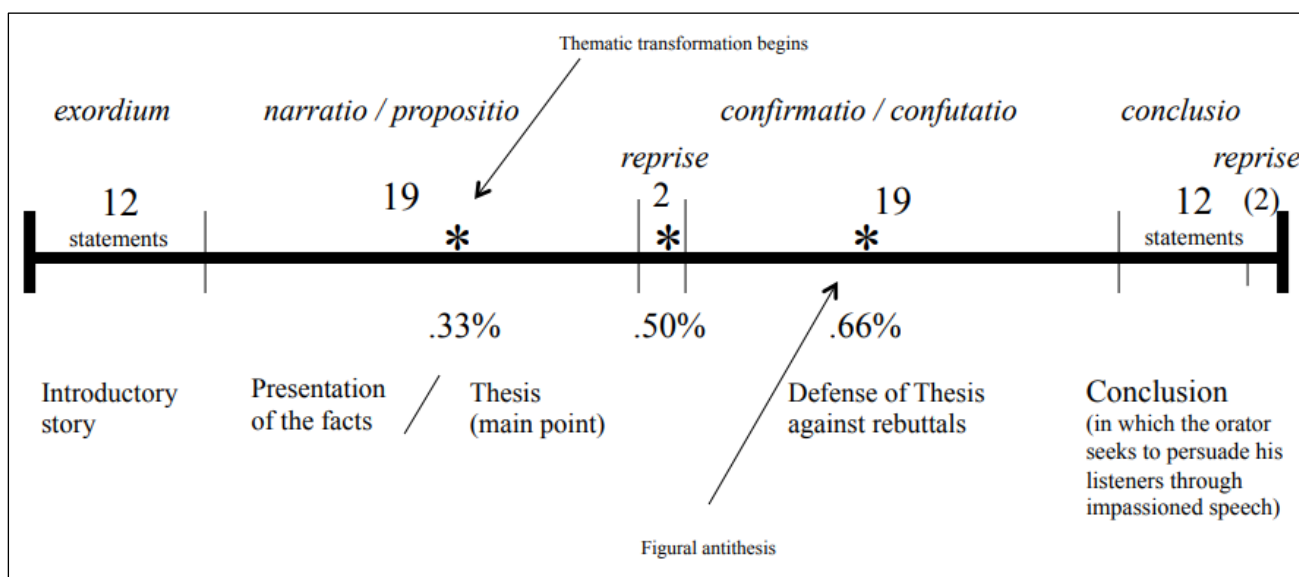 Thematic transformation begins
exordium
narratio / propositio
confirmatio / confutatio
conclusio
reprise
reprise
12
statements
19
*
2
*
19
*
12
statements
(2)
.33%
.50%
.66%
Introductory
story
Presentation
of the facts
/
Thesis
(main point)
Defense of Thesis
against rebuttals
Conclusion
(in which the orator
seeks to persuade his
listeners through
impassioned speech)
Figural antithesis